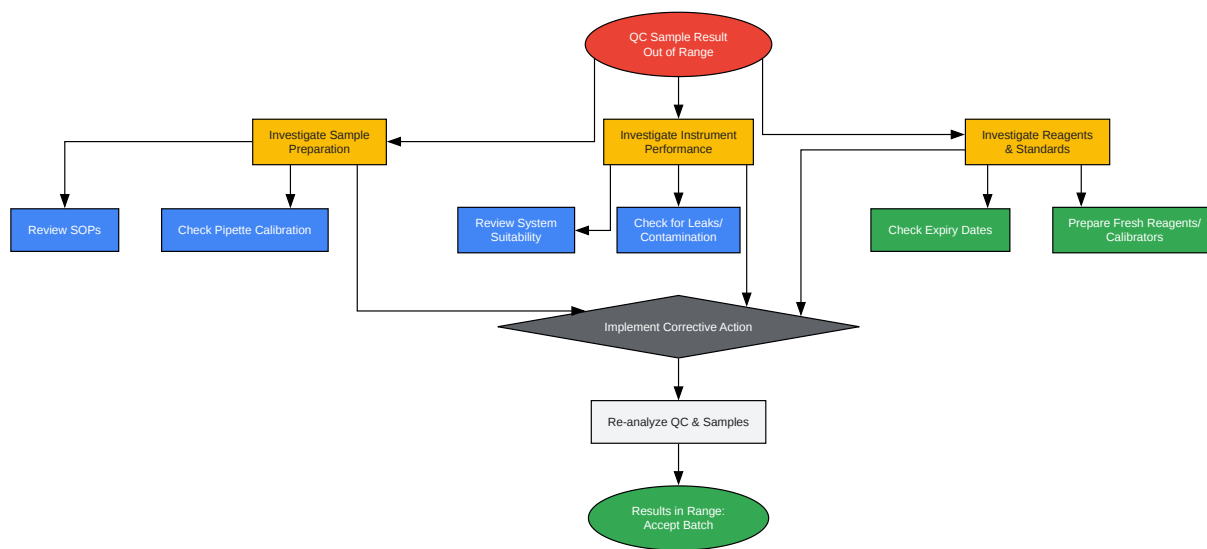 QC Sample Result
Out of Range
Investigate Sample
Preparation
Investigate Instrument
Performance
Investigate Reagents
& Standards
Review SOPs
Check Pipette Calibration
Review System
Suitability
Check for Leaks/
Contamination
Check Expiry Dates
Prepare Fresh Reagents/
Calibrators
Implement Corrective Action
Re-analyze QC & Samples
Results in Range:
Accept Batch